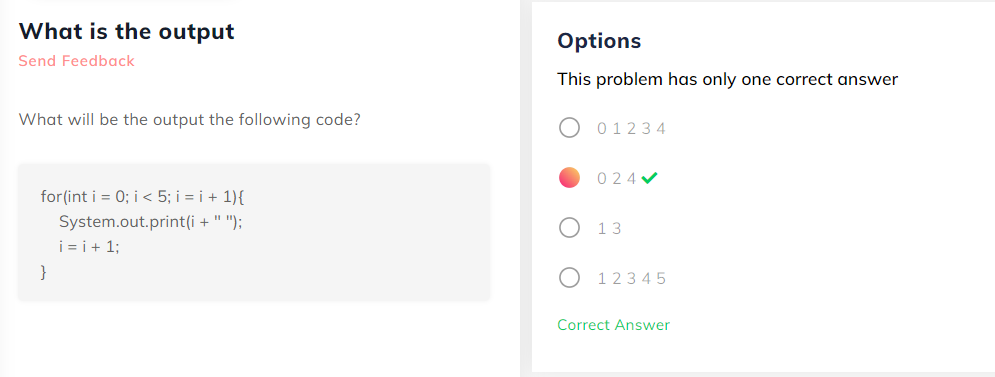 What is the output
Send Feedback
What will be the output the following code?
for(int i = 0; i < 5; i = i + 1){
System.out.print(i + " ");
i = i + 1;
}
Options
This problem has only one correct answer
0 1 2 3 4
0 2 4
1 3
1 2 3 4 5
Correct Answer